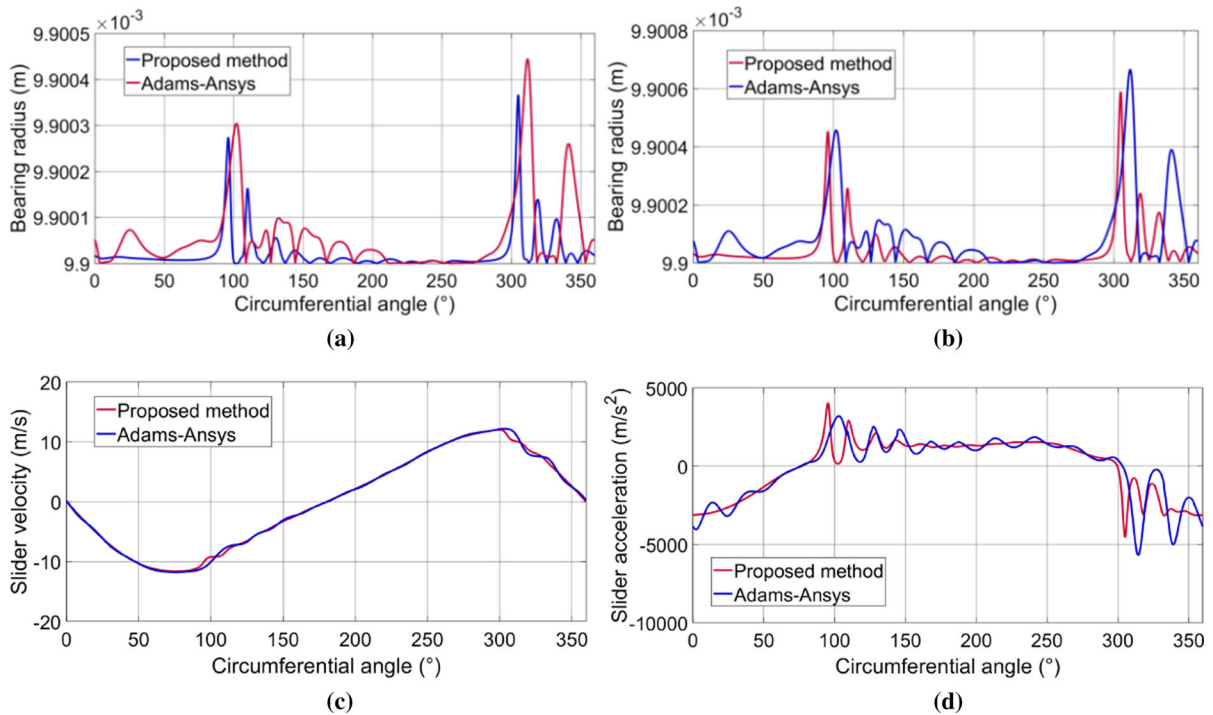 ×10⁻³
9.9005
9.9004
9.9003
9.9002
9.9001
9.9
Bearing radius (m)
Proposed method
Adams-Ansys
0 50 100 150 200 250 300 350
Circumferential angle (°)
(a)
×10⁻³
9.9008
9.9006
9.9004
9.9002
9.9
Bearing radius (m)
Proposed method
Adams-Ansys
0 50 100 150 200 250 300 350
Circumferential angle (°)
(b)
20
10
0
-10
-20
Slider velocity (m/s)
Proposed method
Adams-Ansys
0 50 100 150 200 250 300 350
Circumferential angle (°)
(c)
5000
0
-5000
-10000
Slider acceleration (m/s²)
Proposed method
Adams-Ansys
0 50 100 150 200 250 300 350
Circumferential angle (°)
(d)